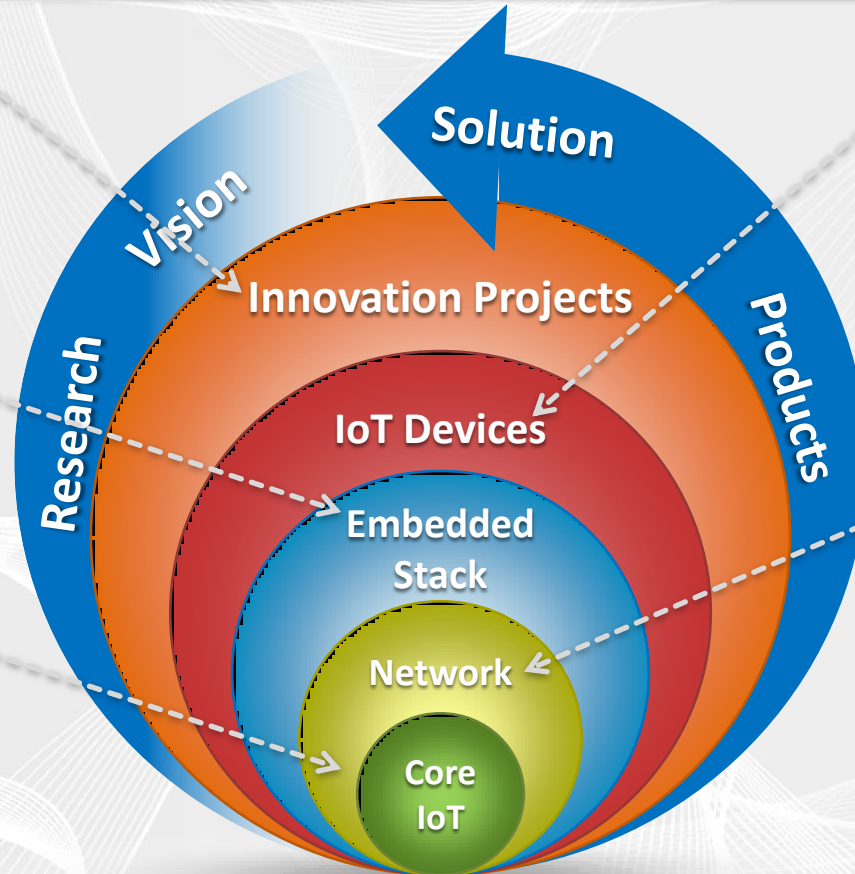 Solution
Vision
Innovation Projects
Products
Research
IoT Devices
Embedded
Stack
Network
Core
IoT